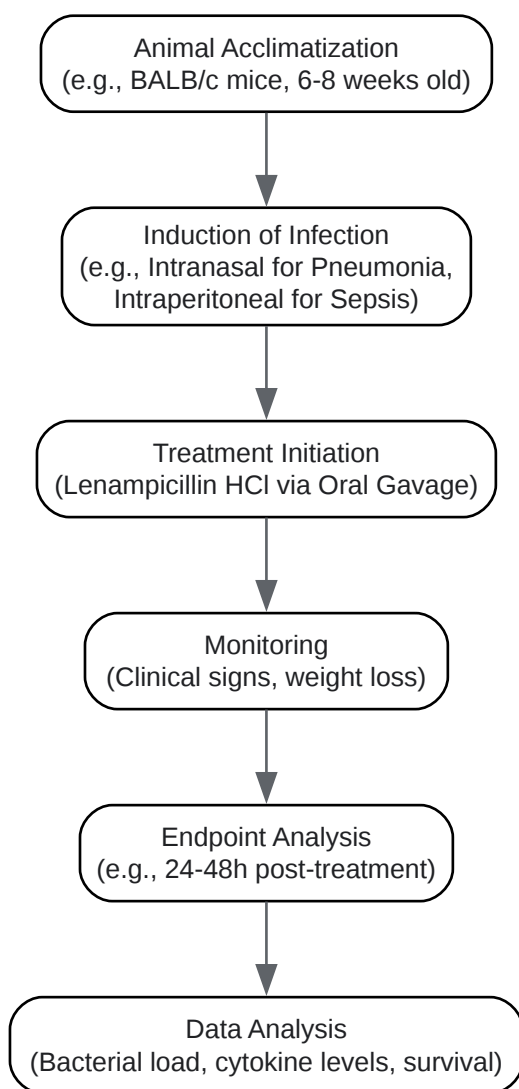 Animal Acclimatization
(e.g., BALB/c mice, 6-8 weeks old)
Induction of Infection
(e.g., Intranasal for Pneumonia,
Intraperitoneal for Sepsis)
Treatment Initiation
(Lenampicillin HCl via Oral Gavage)
Monitoring
(Clinical signs, weight loss)
Endpoint Analysis
(e.g., 24-48h post-treatment)
Data Analysis
(Bacterial load, cytokine levels, survival)